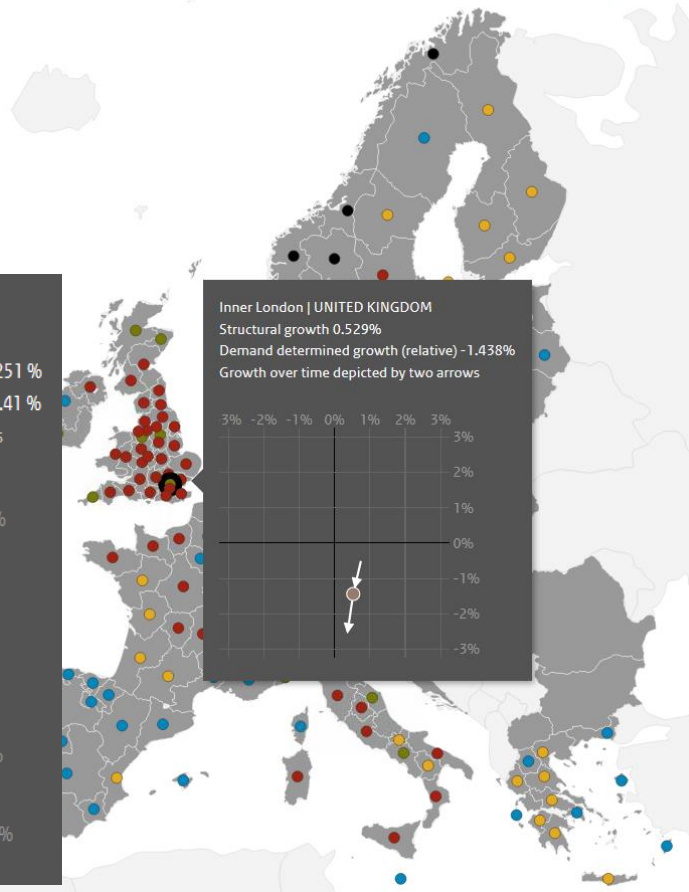 251 %
.41 %
s
%
%
%
Inner London | UNITED KINGDOM
Structural growth 0.529%
Demand determined growth (relative) -1.438%
Growth over time depicted by two arrows
3% -2% -1% 0% 1% 2% 3%
3%
2%
1%
0%
-1%
-2%
-3%